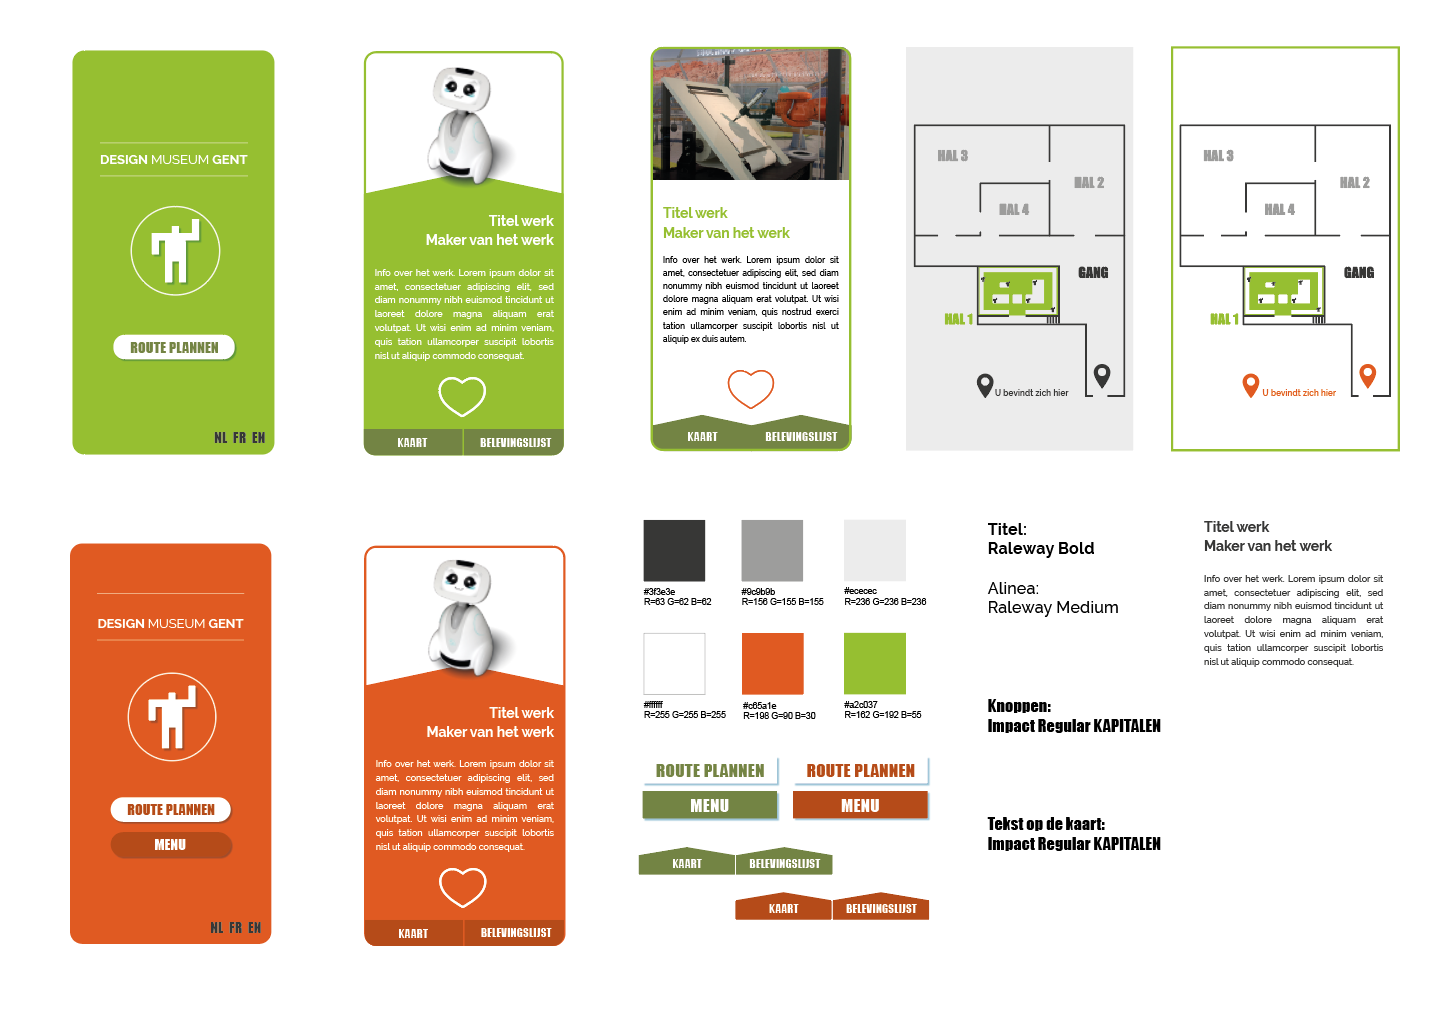 DESIGN MUSEUM GENT
ROUTE PLANNEN
NL FR EN
Titel werk
Maker van het werk
Info over het werk. Lorem ipsum dolor sit
amet, consectetuer adipiscing elit, sed
diam nonummy nibh euismod tincidunt ut
laoreet dolore magna aliquam erat
volutpat. Ut wisi enim ad minim veniam,
quis tation ullamcorper suscipit lobortis
nisl ut aliquip commodo consequat.
KAART
BELEVINGSLIJST
Titel werk
Maker van het werk
Info over het werk. Lorem ipsum dolor sit
amet, consectetuer adipiscing elit, sed diam
nonummy nibh euismod tincidunt ut laoreet
dolore magna aliquam erat volutpat. Ut wisi
enim ad minim veniam, quis nostrud exerci
tation ullamcorper suscipit lobortis nisl ut
aliquip ex duis autem.
KAART
BELEVINGSLIJST
HAL 3
HAL 2
HAL 4
GANG
HAL 1
U bevindt zich hier
HAL 3
HAL 2
HAL 4
GANG
HAL 1
U bevindt zich hier
DESIGN MUSEUM GENT
ROUTE PLANNEN
MENU
NL FR EN
Titel werk
Maker van het werk
Info over het werk. Lorem ipsum dolor sit
amet, consectetuer adipiscing elit, sed
diam nonummy nibh euismod tincidunt ut
laoreet dolore magna aliquam erat
volutpat. Ut wisi enim ad minim veniam,
quis tation ullamcorper suscipit lobortis
nisl ut aliquip commodo consequat.
KAART
BELEVINGSLIJST
#3f3e3e
R=63 G=62 B=62
#9c9b9b
R=156 G=155 B=155
#ececec
R=236 G=236 B=236
#ffffff
R=255 G=255 B=255
#c65a1e
R=198 G=90 B=30
#a2c037
R=162 G=192 B=55
ROUTE PLANNEN
ROUTE PLANNEN
MENU
MENU
KAART
BELEVINGSLIJST
KAART
BELEVINGSLIJST
Titel:
Raleway Bold
Alinea:
Raleway Medium
Knoppen:
Impact Regular KAPITALEN
Tekst op de kaart:
Impact Regular KAPITALEN
Titel werk
Maker van het werk
Info over het werk. Lorem ipsum dolor sit
amet, consectetuer adipiscing elit, sed
diam nonummy nibh euismod tincidunt ut
laoreet dolore magna aliquam erat
volutpat. Ut wisi enim ad minim veniam,
quis tation ullamcorper suscipit lobortis
nisl ut aliquip commodo consequat.